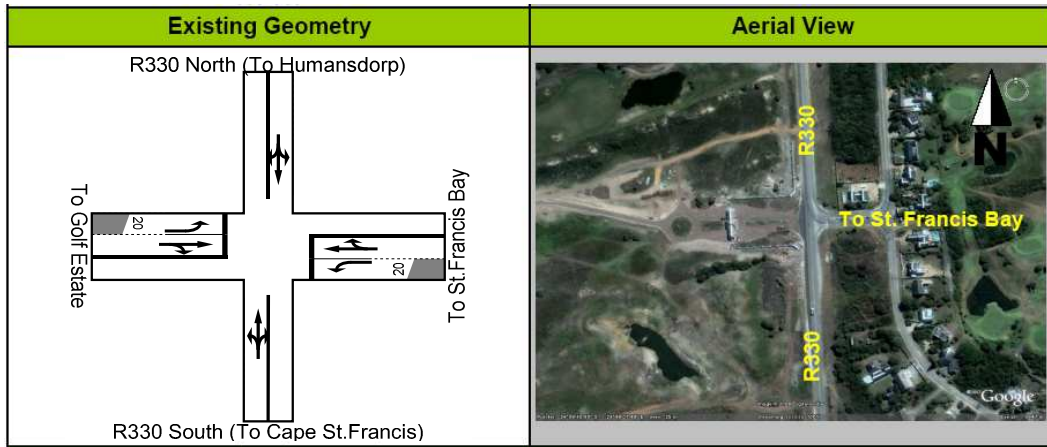 Existing Geometry
Aerial View
R330 North (To Humansdorp)
To Golf Estate
20
20
To St.Francis Bay
R330 South (To Cape St.Francis)
R330
N
To St. Francis Bay
R330
Google